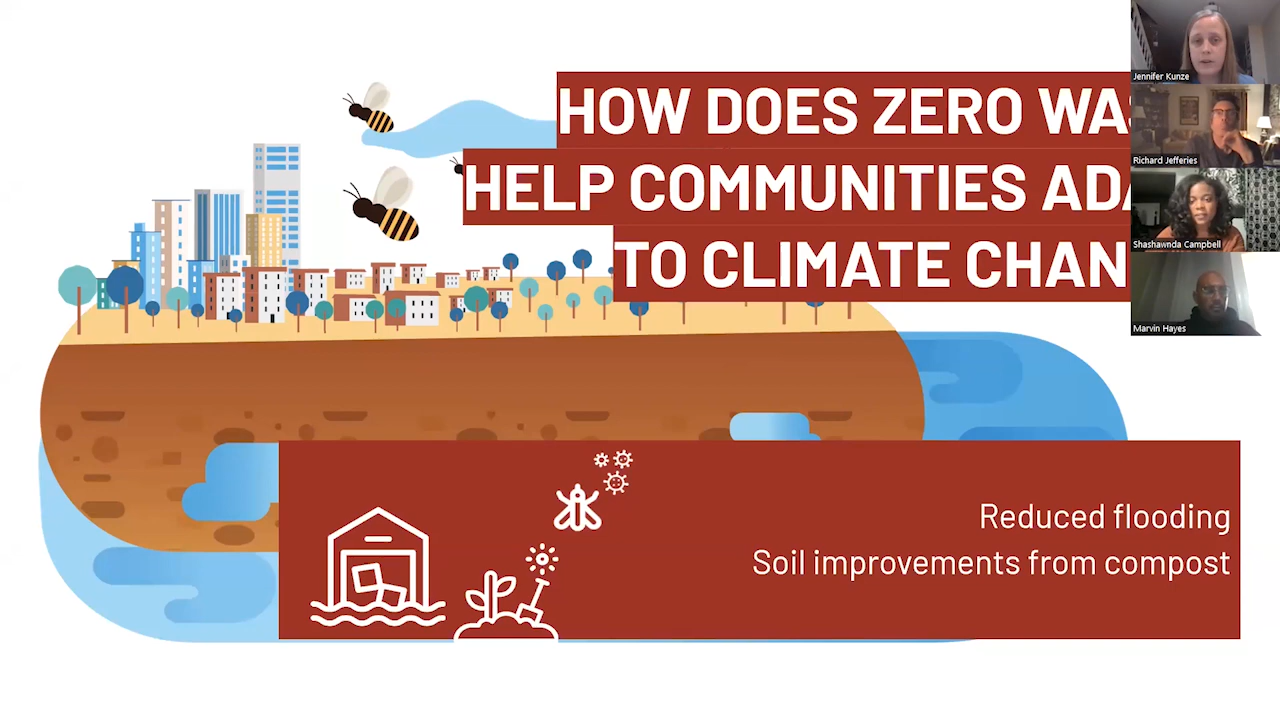 HOW DOES ZERO WAS
HELP COMMUNITIES ADA
TO CLIMATE CHAN
Reduced flooding
Soil improvements from compost
Jennifer Kunze
Richard Jefferies
Shashawnda Campbell
Marvin Hayes